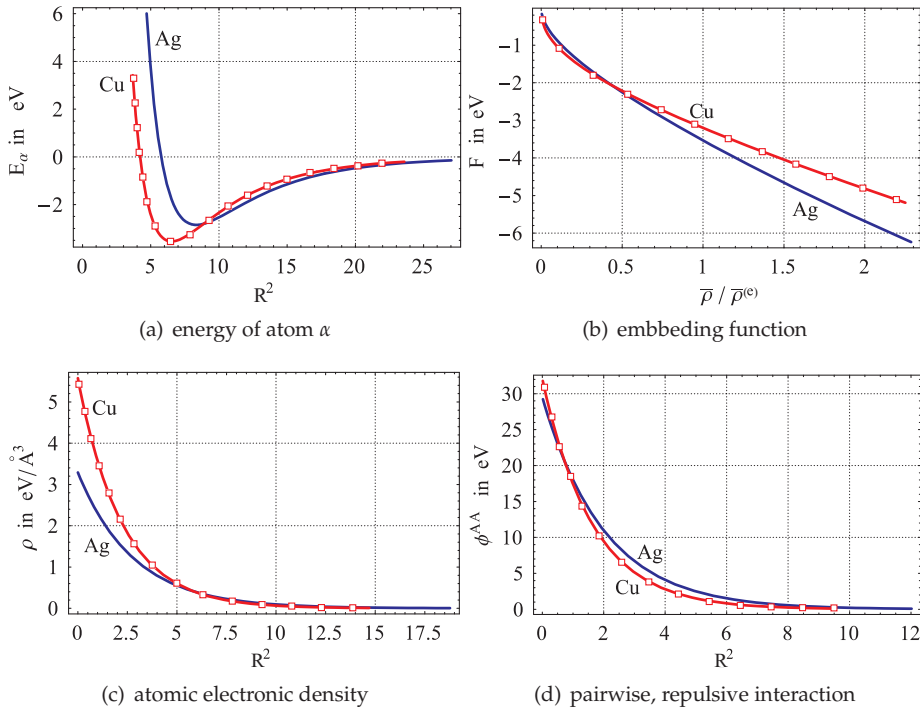 6
4
2
0
−2
E_α in eV
Ag
Cu
0 5 10 15 20 25
R²
(a) energy of atom α
−1
−2
−3
−4
−5
−6
F in eV
Cu
Ag
0 0.5 1 1.5 2
ρ̅ / ρ̅⁽ᵉ⁾
(b) embbeding function
5
4
3
2
1
0
ρ in eV/Å³
Cu
Ag
0 2.5 5 7.5 10 12.5 15 17.5
R²
(c) atomic electronic density
30
25
20
15
10
5
0
ϕ^AA in eV
Ag
Cu
0 2 4 6 8 10 12
R²
(d) pairwise, repulsive interaction